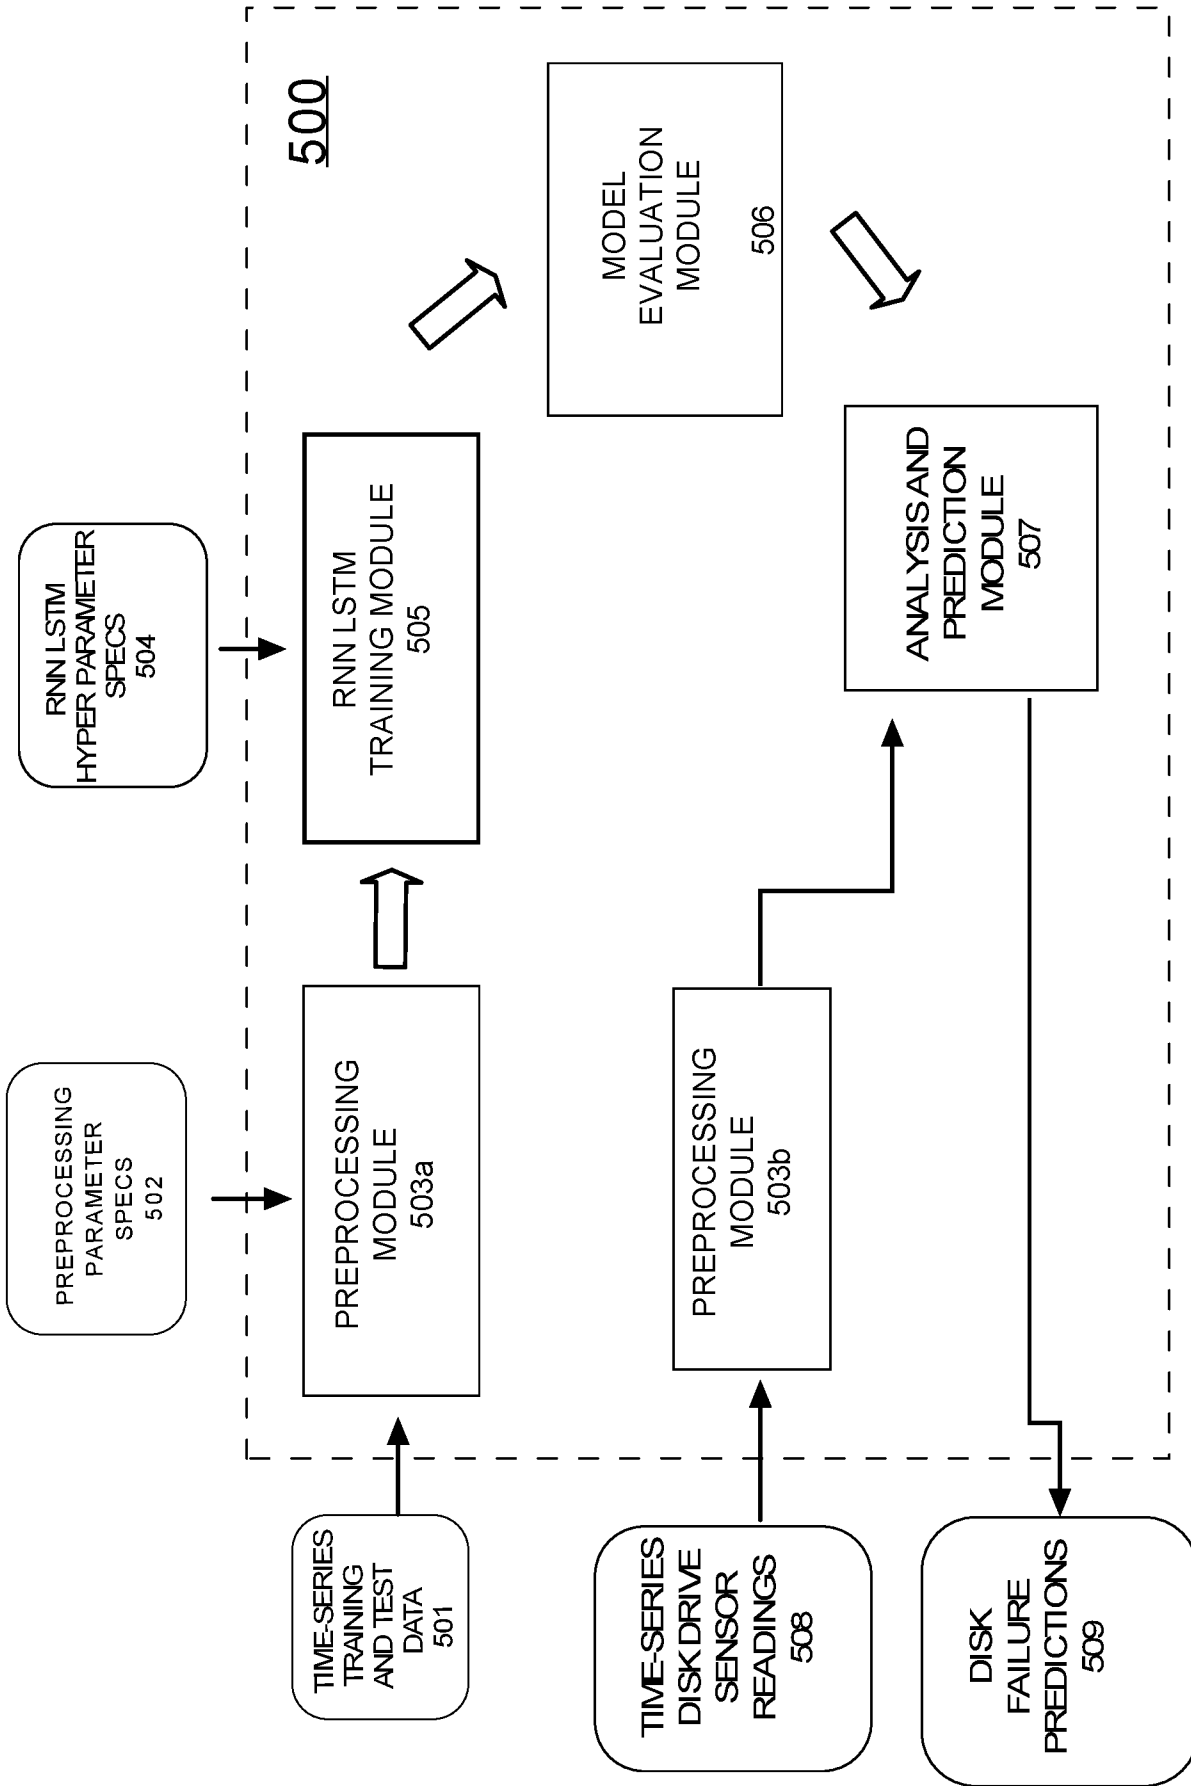 500
PREPROCESSING
PARAMETER
SPECS
502
RNN LSTM
HYPER PARAMETER
SPECS
504
TIME-SERIES
TRAINING
AND TEST
DATA
501
PREPROCESSING
MODULE
503a
RNN LSTM
TRAINING MODULE
505
MODEL
EVALUATION
MODULE
506
TIME-SERIES
DISK DRIVE
SENSOR
READINGS
508
PREPROCESSING
MODULE
503b
ANALYSIS AND
PREDICTION
MODULE
507
DISK
FAILURE
PREDICTIONS
509